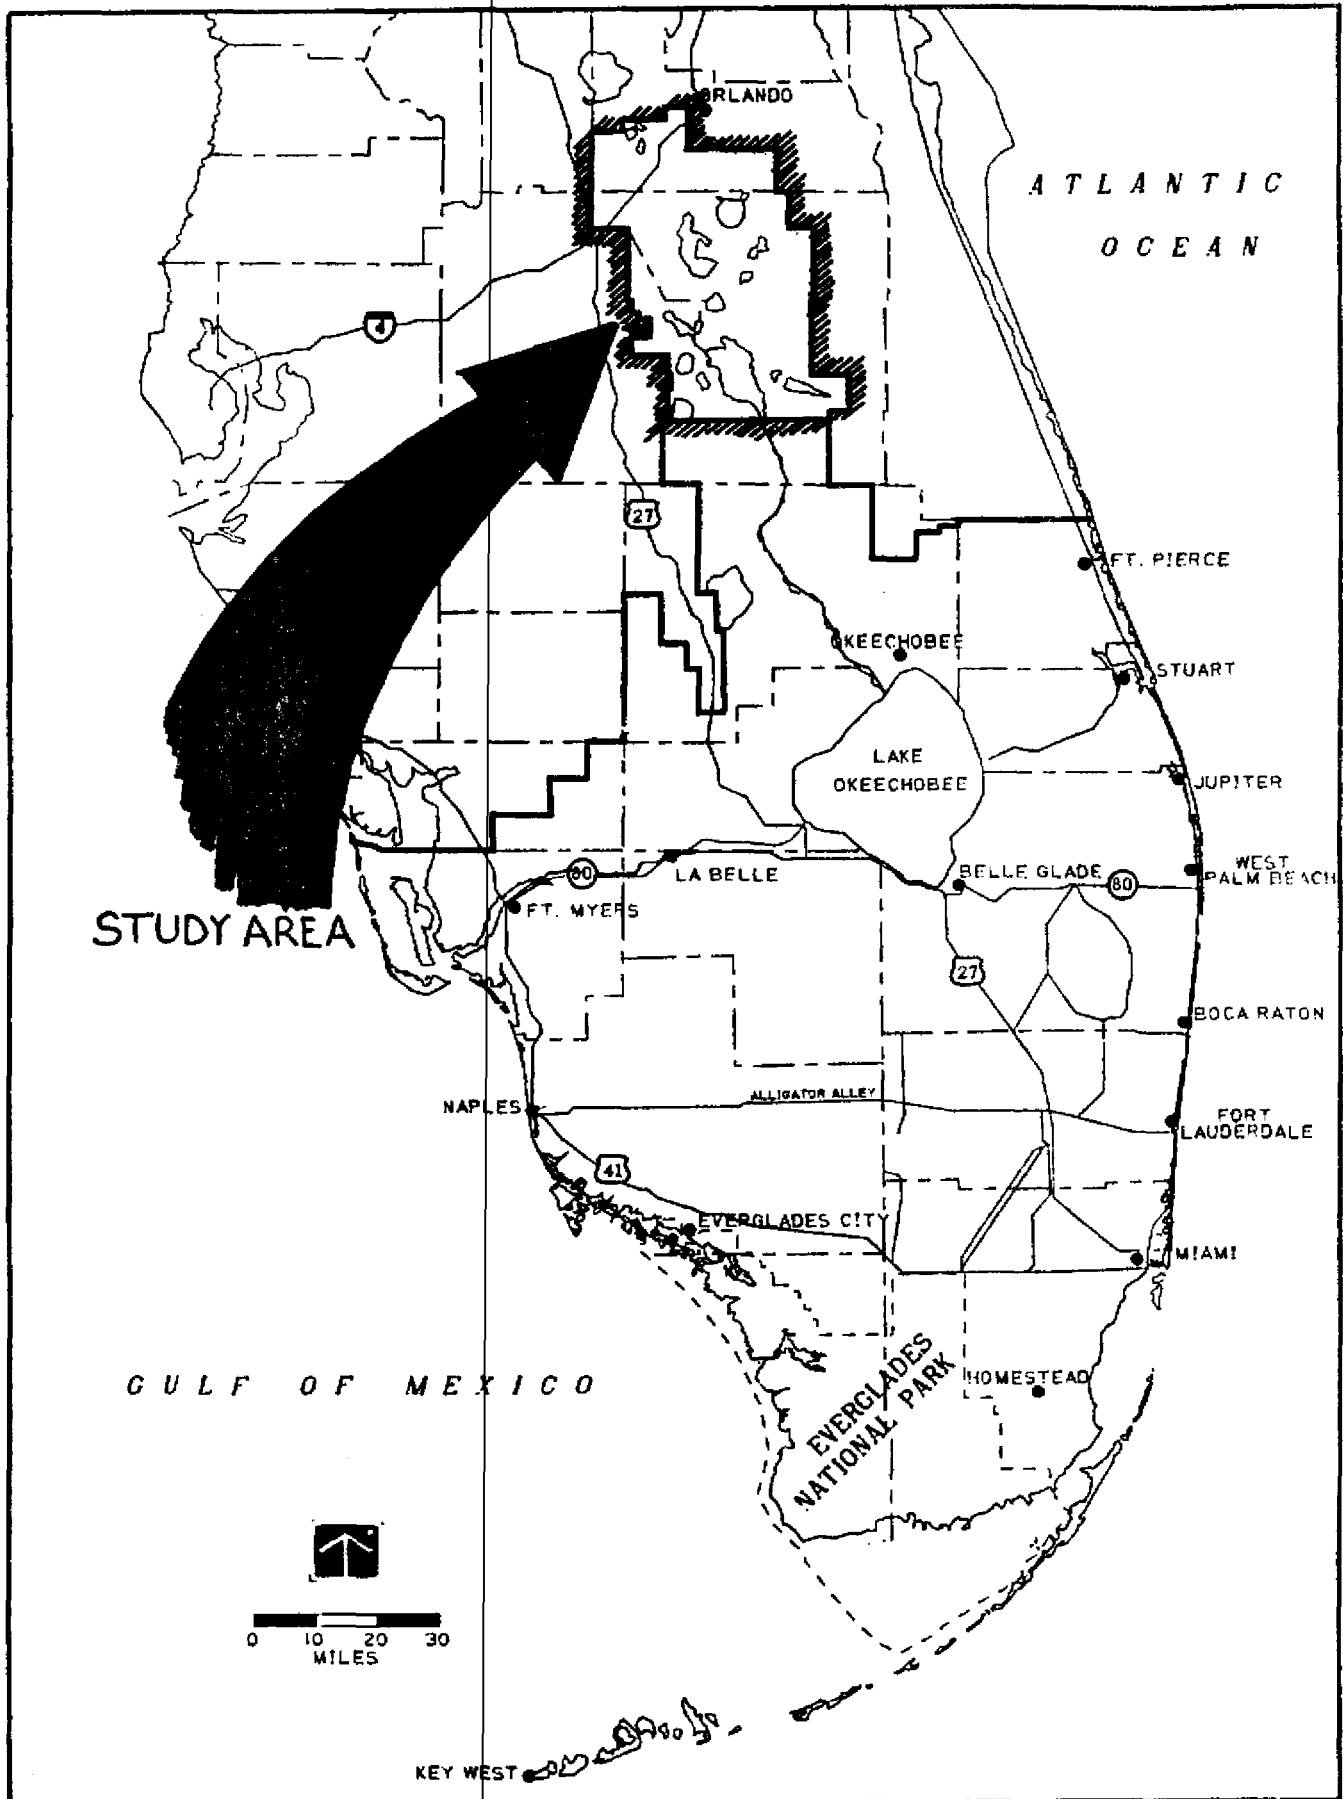 ORLANDO
ATLANTIC
OCEAN
4
27
FT. PIERCE
OKEECHOBEE
STUART
LAKE
OKEECHOBEE
JUPITER
WEST
PALM BEACH
BELLE GLADE
80
80
LA BELLE
FT. MYERS
STUDY AREA
27
BOCA RATON
ALLIGATOR ALLEY
NAPLES
FORT
LAUDERDALE
41
EVERGLADES CITY
MIAMI
EVERGLADES
NATIONAL PARK
HOMESTEAD
GULF OF MEXICO
0 10 20 30
MILES
KEY WEST